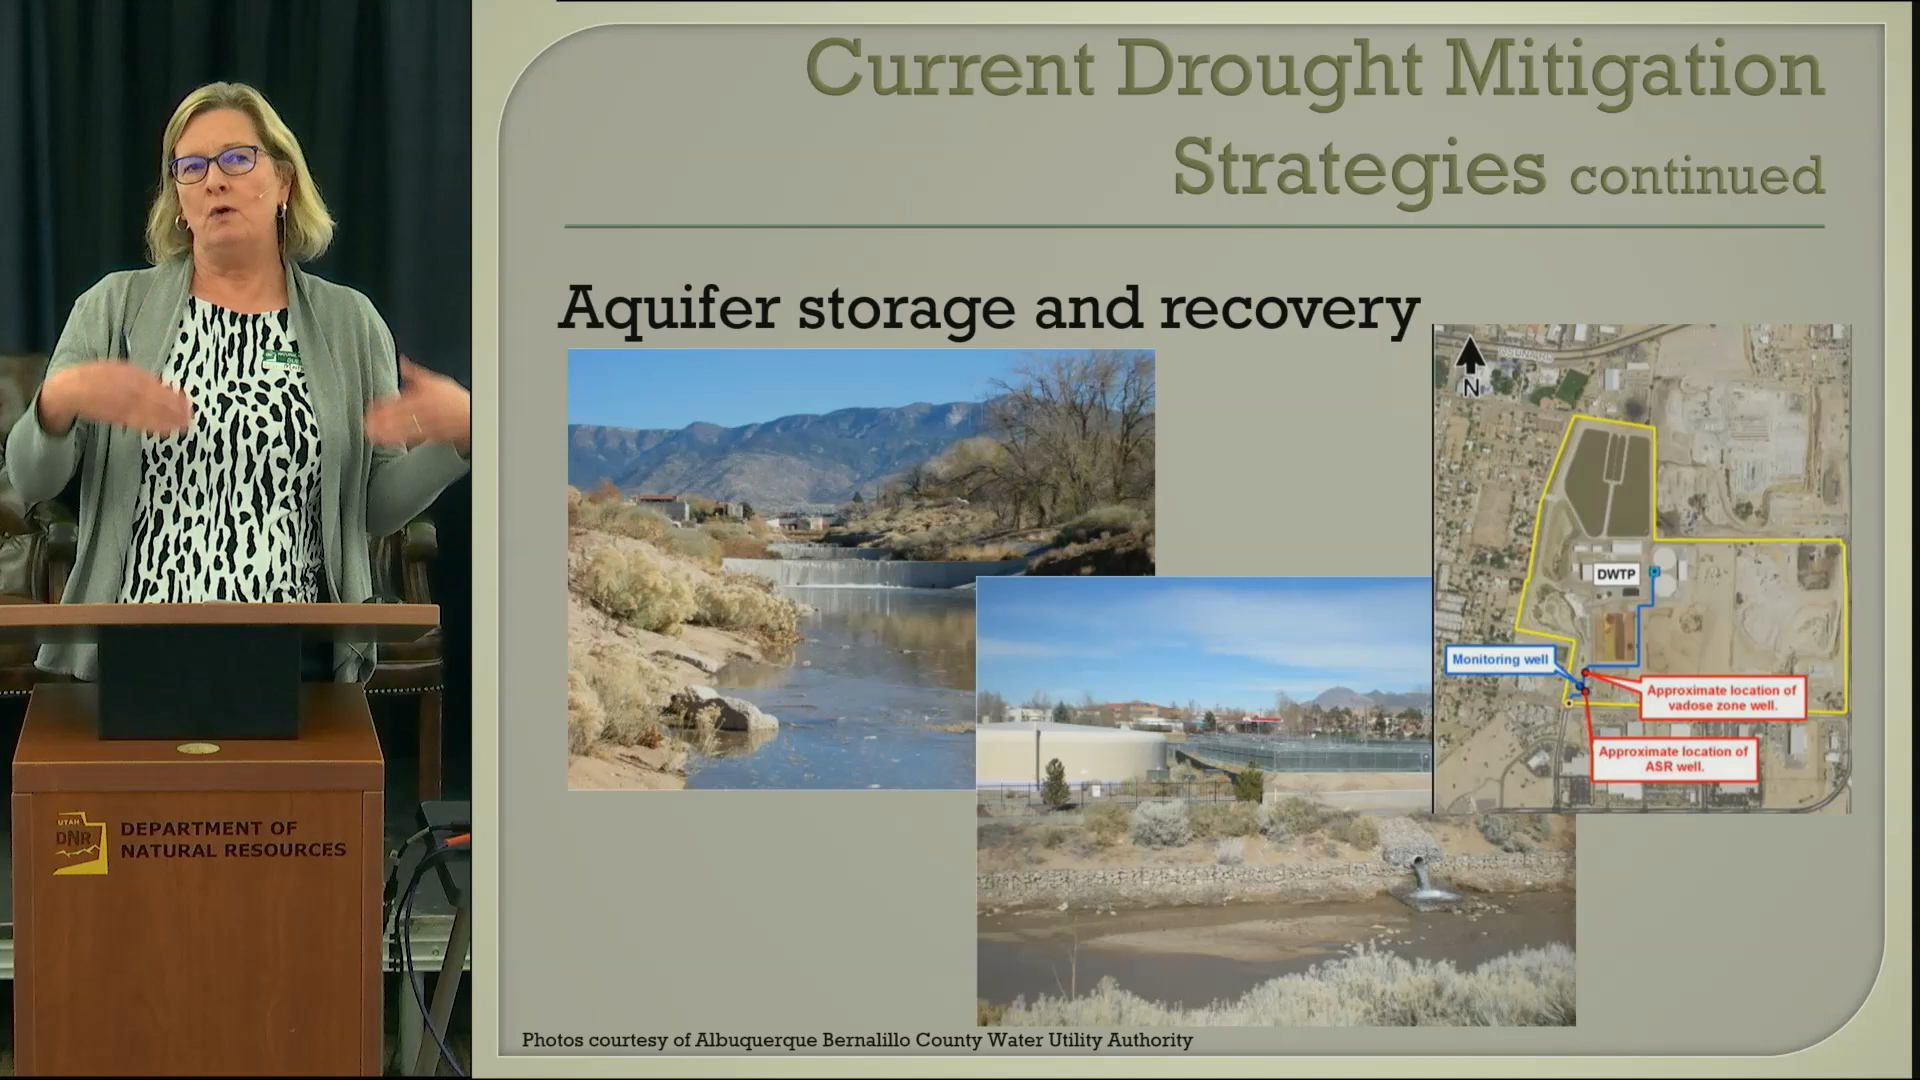 Current Drought Mitigation
Strategies continued
Aquifer storage and recovery
N
DWTP
Monitoring well
Approximate location of
vadose zone well.
Approximate location of
ASR well.
Photos courtesy of Albuquerque Bernalillo County Water Utility Authority
UTAH
DNR
DEPARTMENT OF
NATURAL RESOURCES